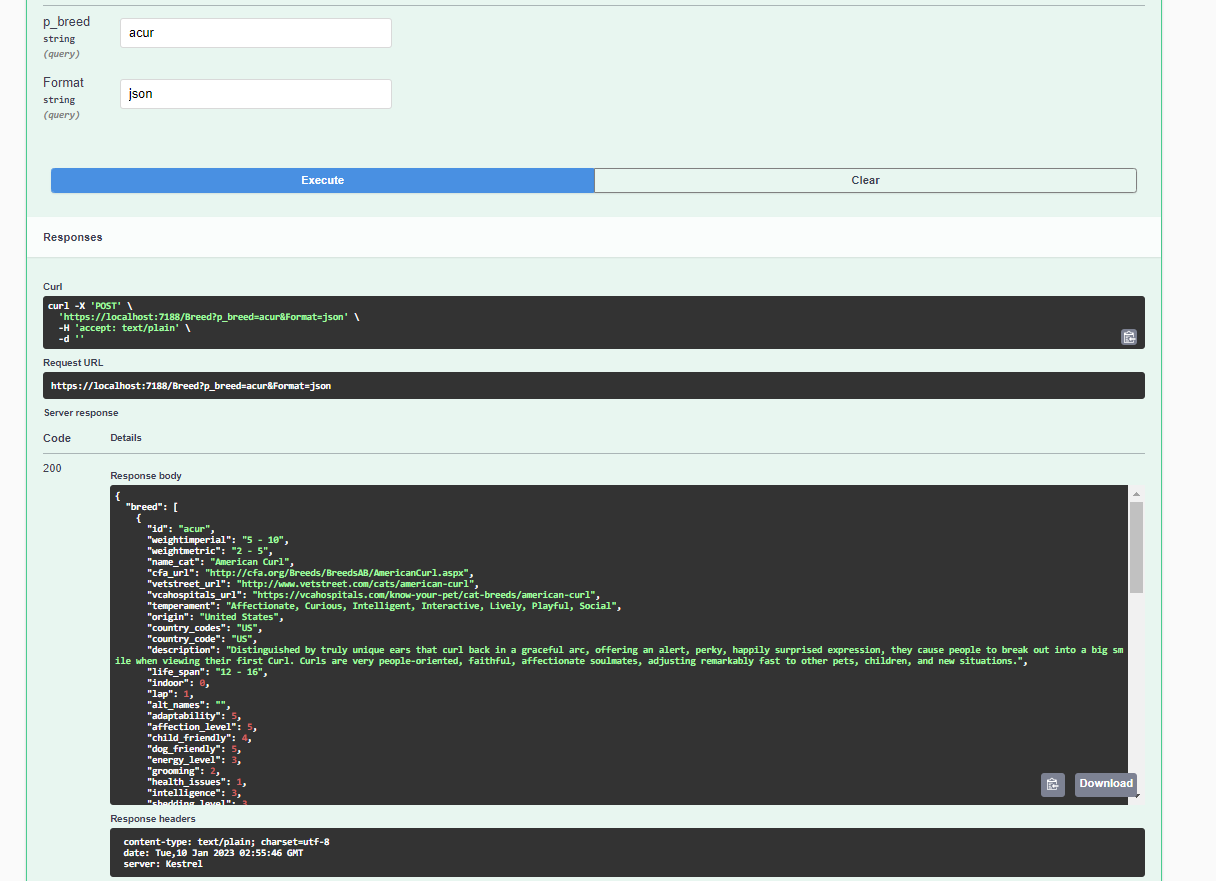 p_breed
string
(query)
acur
Format
string
(query)
json
Execute
Clear
Responses
Curl
curl -X 'POST' \
'https://localhost:7188/Breed?p_breed=acur&Format=json' \
-H 'accept: text/plain' \
-d ''
Request URL
https://localhost:7188/Breed?p_breed=acur&Format=json
Server response
Code
Details
200
Response body
{
"breed": [
{
"id": "acur",
"weightimperial": "5 - 10",
"weightmetric": "2 - 5",
"name_cat": "American Curl",
"cfa_url": "http://cfa.org/Breeds/BreedsAB/AmericanCurl.aspx",
"vetstreet_url": "http://www.vetstreet.com/cats/american-curl",
"vcahospitals_url": "https://vcahospitals.com/know-your-pet/cat-breeds/american-curl",
"temperament": "Affectionate, Curious, Intelligent, Interactive, Lively, Playful, Social",
"origin": "United States",
"country_codes": "US",
"country_code": "US",
"description": "Distinguished by truly unique ears that curl back in a graceful arc, offering an alert, perky, happily surprised expression, they cause people to break out into a big sm
ile when viewing their first Curl. Curls are very people-oriented, faithful, affectionate soulmates, adjusting remarkably fast to other pets, children, and new situations.",
"life_span": "12 - 16",
"indoor": 0,
"lap": 1,
"alt_names": "",
"adaptability": 5,
"affection_level": 5,
"child_friendly": 4,
"dog_friendly": 5,
"energy_level": 3,
"grooming": 2,
"health_issues": 1,
"intelligence": 3,
"shedding_level": 3
Download
Response headers
content-type: text/plain; charset=utf-8
date: Tue,10 Jan 2023 02:55:46 GMT
server: Kestrel